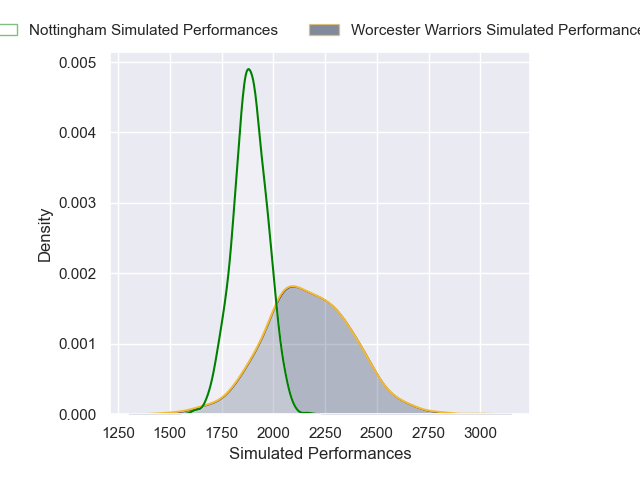 Nottingham Simulated Performances Worcester Warriors Simulated Performance
0.005
0.004
0.003
0.002
0.001
0.000
Density
1250 1500 1750 2000 2250 2500 2750 3000
Simulated Performances